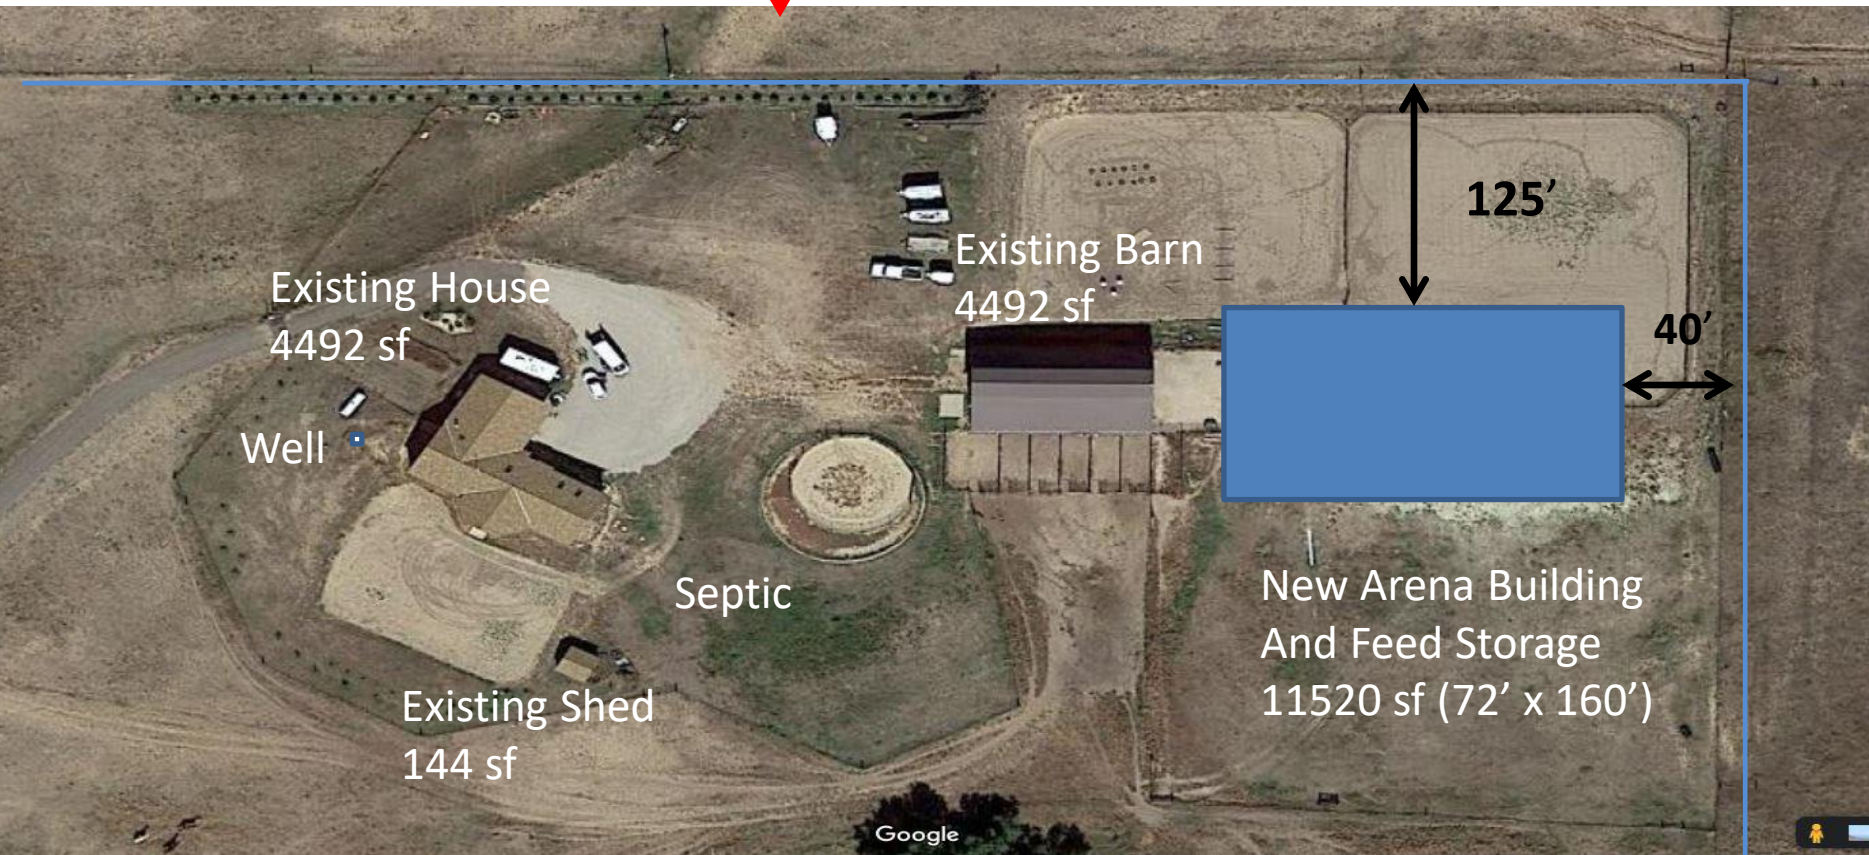 125′
Existing Barn
4492 sf
Existing House
4492 sf
40′
Well
Septic
New Arena Building
And Feed Storage
11520 sf (72’ x 160’)
Existing Shed
144 sf
Google